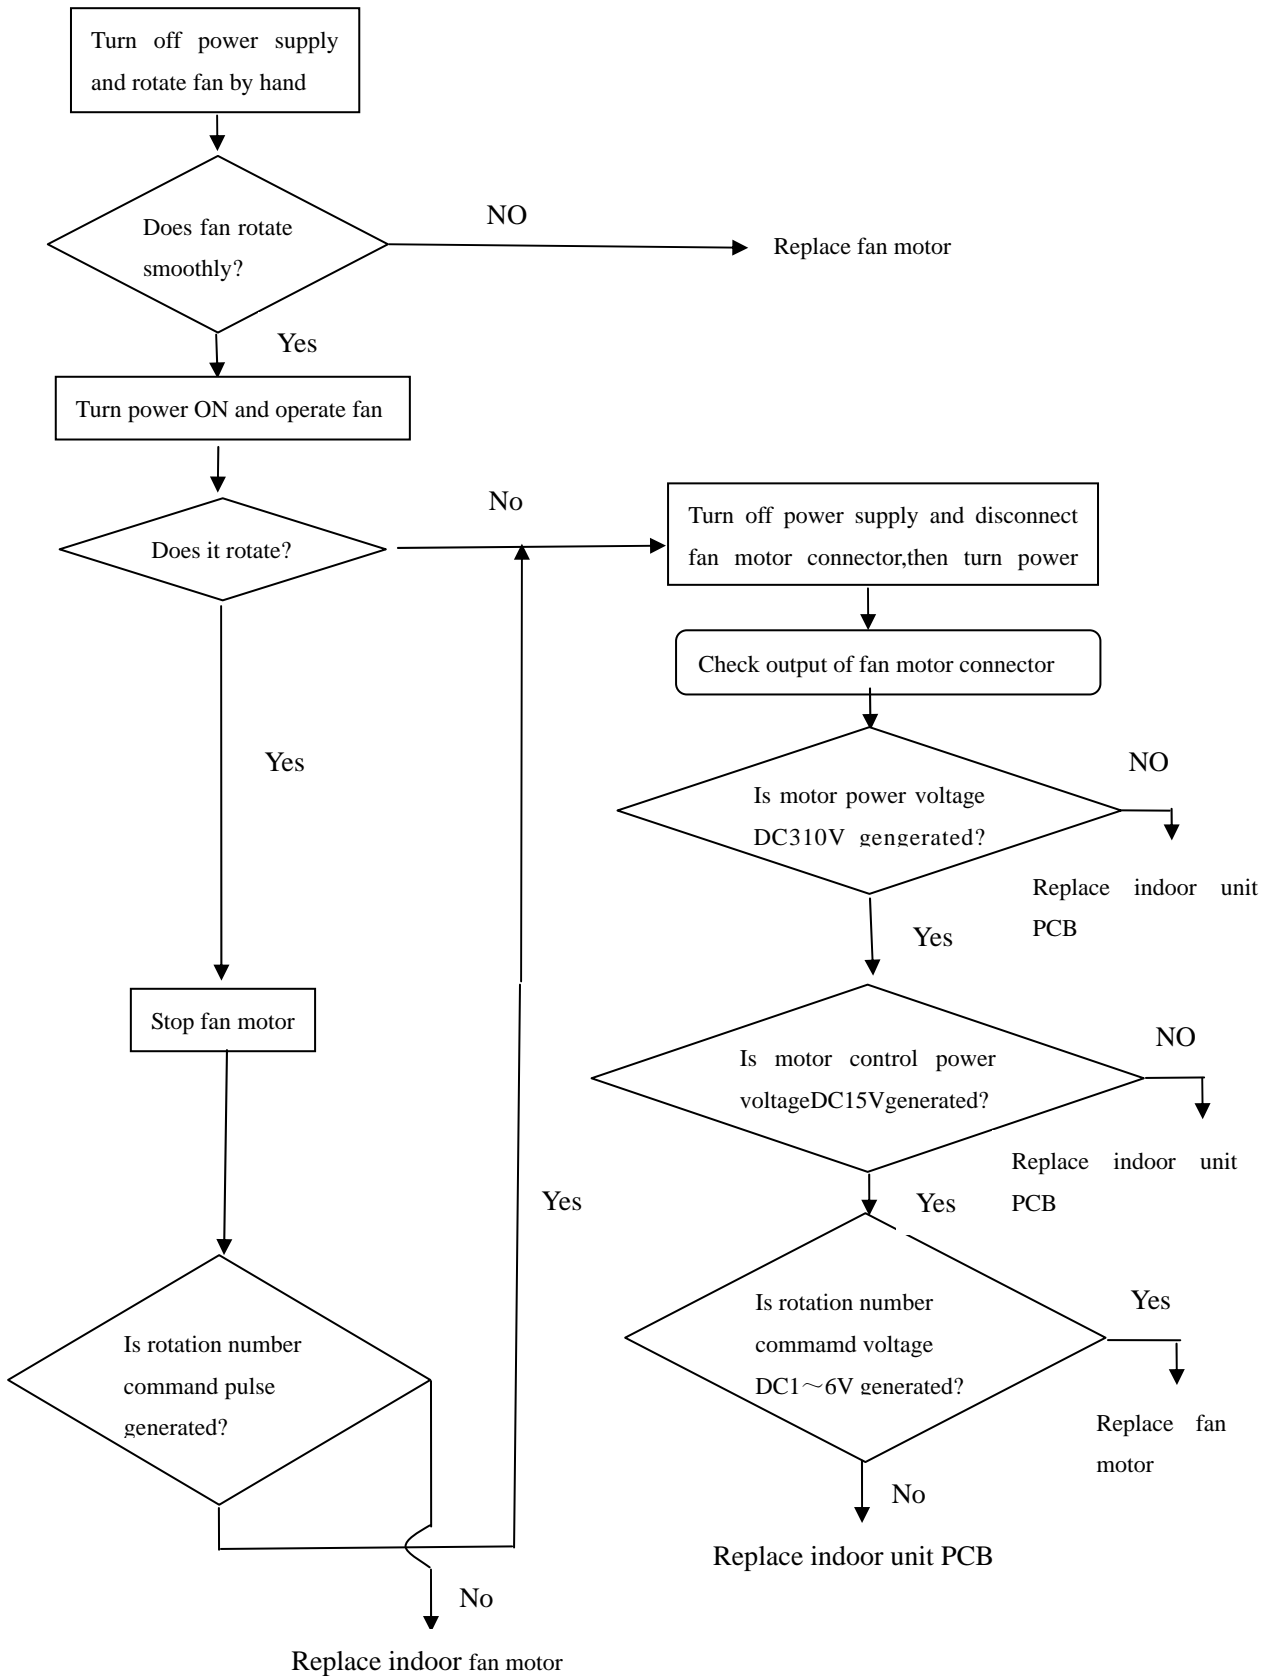 Turn off power supply
and rotate fan by hand
Does fan rotate
smoothly?
NO
Replace fan motor
Yes
Turn power ON and operate fan
Does it rotate?
No
Turn off power supply and disconnect
fan motor connector,then turn power
Check output of fan motor connector
Yes
Is motor power voltage
DC310V gengerated?
NO
Replace indoor unit
PCB
Yes
Stop fan motor
Is motor control power
voltageDC15Vgenerated?
NO
Replace indoor unit
PCB
Yes
Yes
Is rotation number
command pulse
generated?
Is rotation number
commamd voltage
DC1～6V generated?
Yes
Replace fan
motor
No
Replace indoor unit PCB
No
Replace indoor fan motor